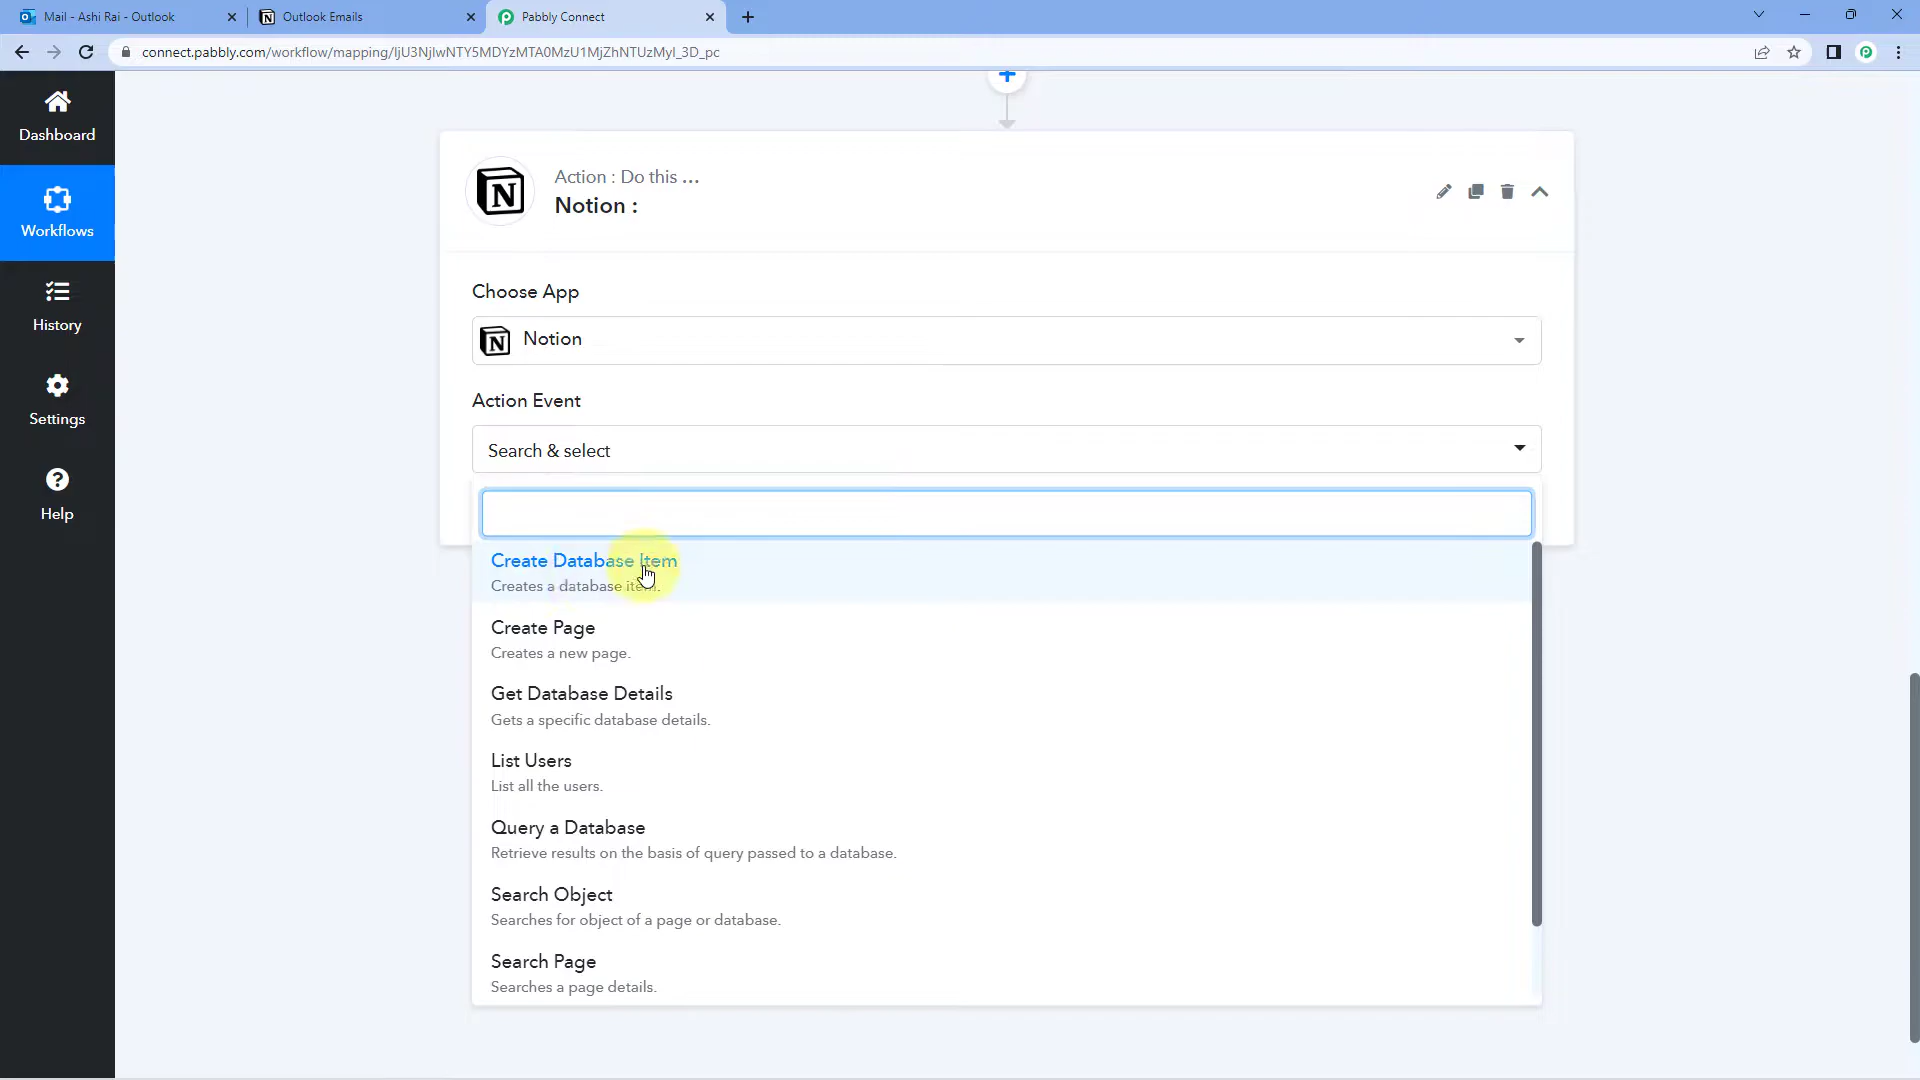 Mail - Ashi Rai - Outlook
Outlook Emails
Pabbly Connect
connect.pabbly.com/workflow/mapping/IjU3NjIwNTY5MDYzMTA0MzU1MjZhNTUzMyI_3D_pc
Dashboard
Workflows
History
Settings
Help
Action : Do this ...
Notion :
Choose App
Notion
Action Event
Search & select
Create Database Item
Creates a database item.
Create Page
Creates a new page.
Get Database Details
Gets a specific database details.
List Users
List all the users.
Query a Database
Retrieve results on the basis of query passed to a database.
Search Object
Searches for object of a page or database.
Search Page
Searches a page details.